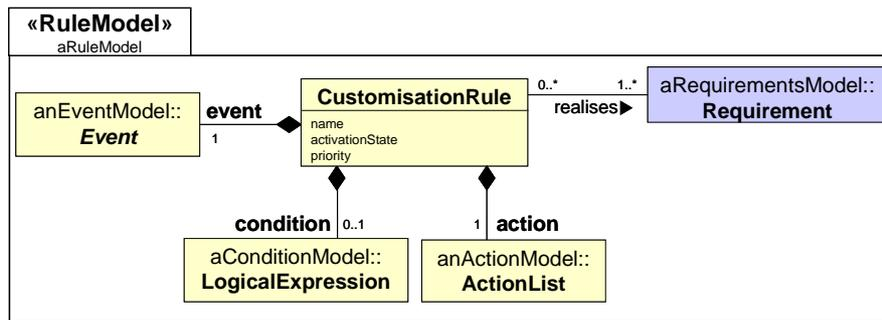 «RuleModel»
aRuleModel
anEventModel::
Event
event
1
CustomisationRule
name
activationState
priority
0..*
1..*
realises▶
aRequirementsModel::
Requirement
condition
0..1
1
action
aConditionModel::
LogicalExpression
anActionModel::
ActionList